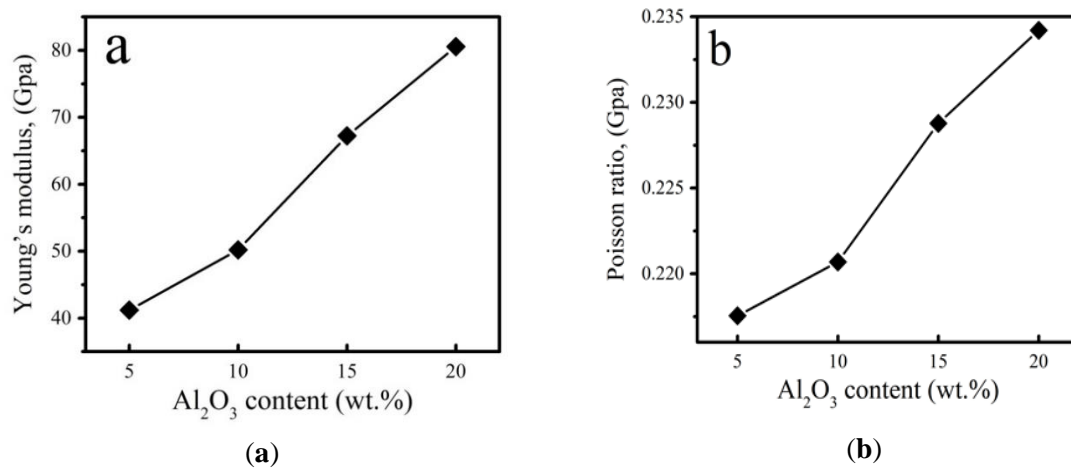 a
Young's modulus, (Gpa)
80
70
60
50
40
5 10 15 20
Al₂O₃ content (wt.%)
(a)
b
Poisson ratio, (Gpa)
0.235
0.230
0.225
0.220
5 10 15 20
Al₂O₃ content (wt.%)
(b)